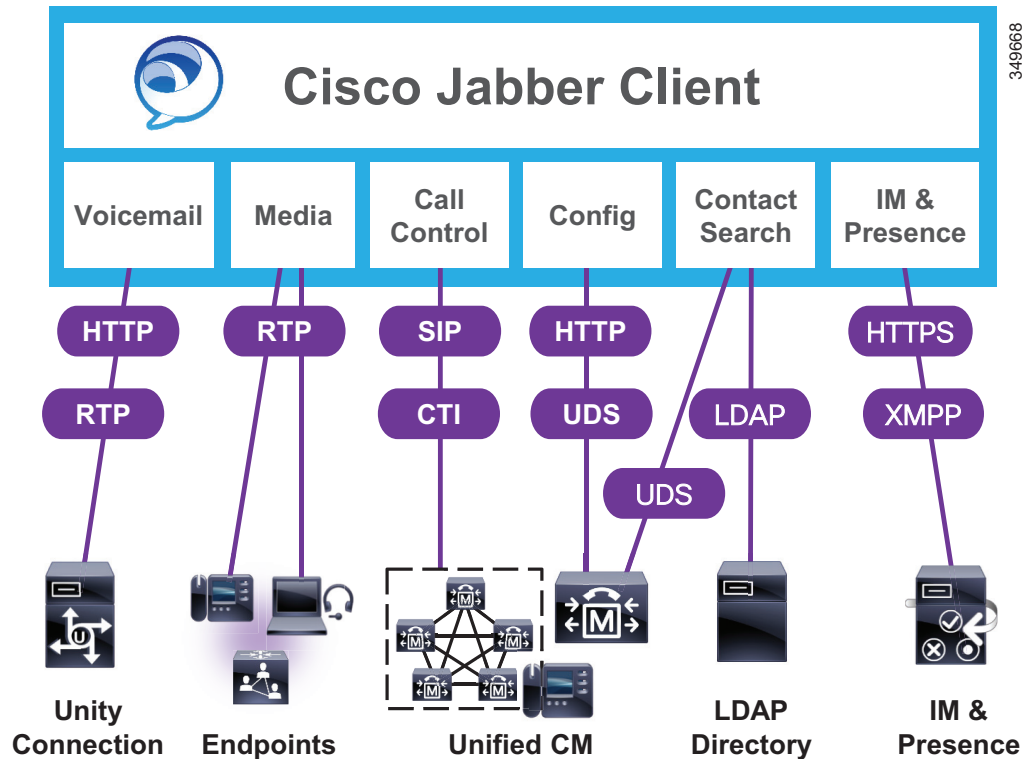 349668
Cisco Jabber Client
Voicemail
Media
Call
Control
Config
Contact
Search
IM &
Presence
HTTP
RTP
SIP
HTTP
HTTPS
RTP
CTI
UDS
LDAP
XMPP
UDS
U
M
M
M
M
M
M
Unity
Connection
Endpoints
Unified CM
LDAP
Directory
IM &
Presence